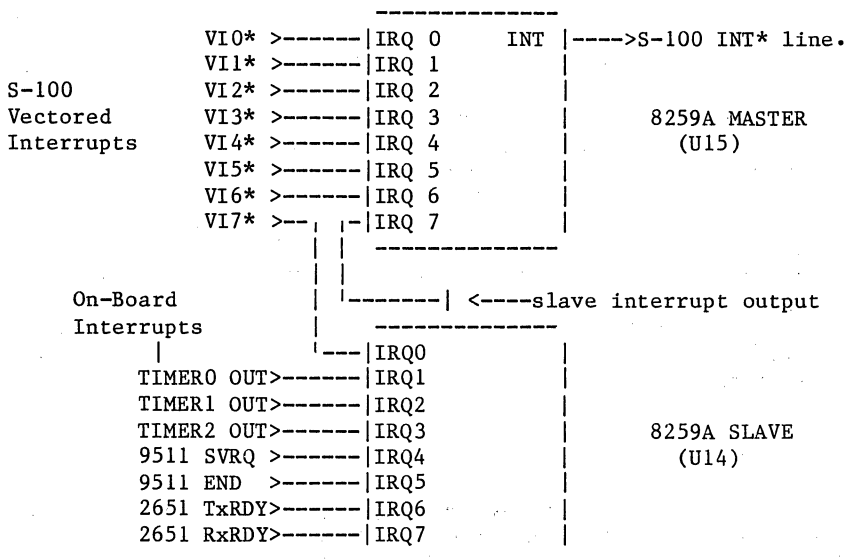 VI0* >------|IRQ 0 INT |---->S-100 INT* line.
VI1* >------|IRQ 1 |
S-100 VI2* >------|IRQ 2 |
Vectored VI3* >------|IRQ 3 | 8259A MASTER
Interrupts VI4* >------|IRQ 4 | (U15)
VI5* >------|IRQ 5 |
VI6* >------|IRQ 6 |
VI7* >--| |-|IRQ 7 |
On-Board |-------| <----slave interrupt output
Interrupts
|---|IRQ0 |
TIMER0 OUT>------|IRQ1 |
TIMER1 OUT>------|IRQ2 |
TIMER2 OUT>------|IRQ3 | 8259A SLAVE
9511 SVRQ >------|IRQ4 | (U14)
9511 END >------|IRQ5 |
2651 TxRDY>------|IRQ6 |
2651 RxRDY>------|IRQ7 |